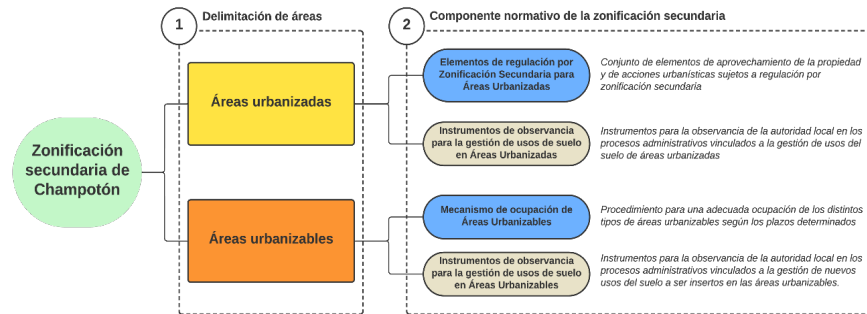 1
Delimitación de áreas
2
Componente normativo de la zonificación secundaria
Zonificación
secundaria de
Champotón
Áreas urbanizadas
Elementos de regulación por
Zonificación Secundaria para
Áreas Urbanizadas
Conjunto de elementos de aprovechamiento de la propiedad
y de acciones urbanísticas sujetos a regulación por
zonificación secundaria
Instrumentos de observancia
para la gestión de usos de suelo
en Áreas Urbanizadas
Instrumentos para la observancia de la autoridad local en los
procesos administrativos vinculados a la gestión de usos del
suelo de áreas urbanizadas
Áreas urbanizables
Mecanismo de ocupación de
Áreas Urbanizables
Procedimiento para una adecuada ocupación de los distintos
tipos de áreas urbanizables según los plazos determinados
Instrumentos de observancia
para la gestión de usos de suelo
en Áreas Urbanizables
Instrumentos para la observancia de la autoridad local en los
procesos administrativos vinculados a la gestión de nuevos
usos del suelo a ser insertos en las áreas urbanizables.